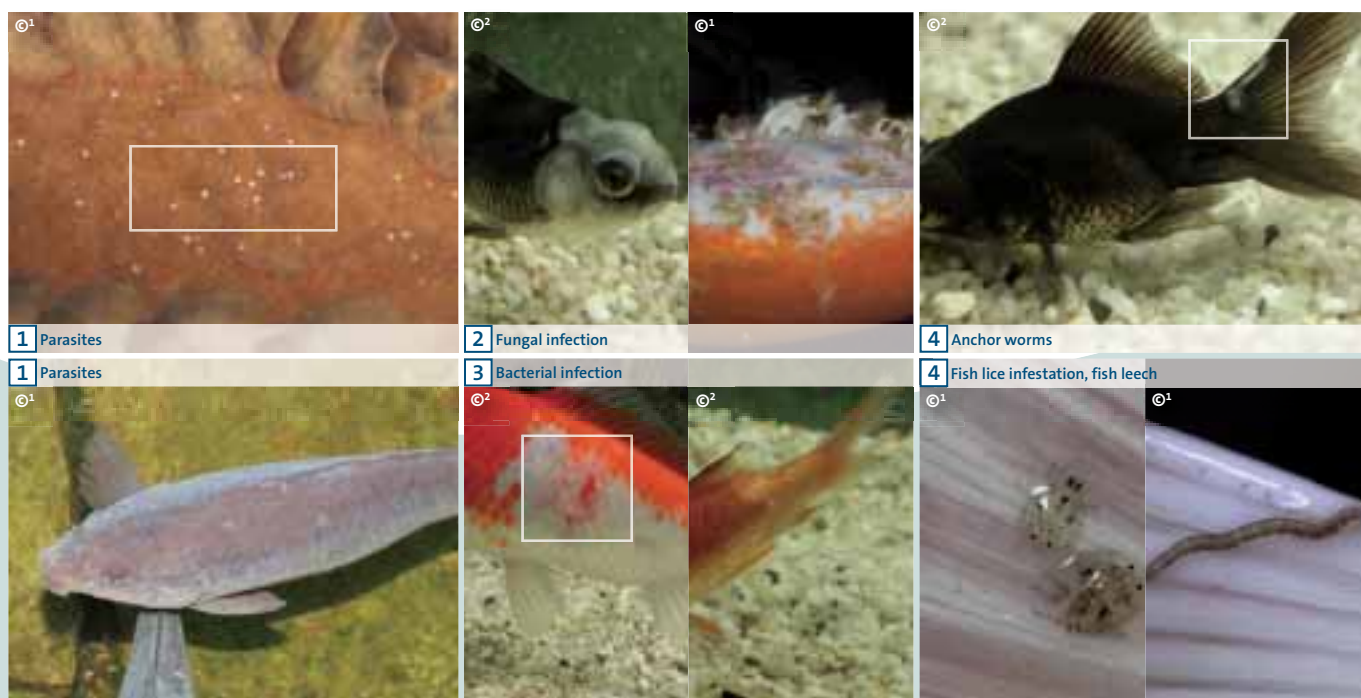 ©1
1 Parasites
©2
©1
2 Fungal infection
©2
4 Anchor worms
1 Parasites
©1
3 Bacterial infection
©2
©2
4 Fish lice infestation, fish leech
©1
©1